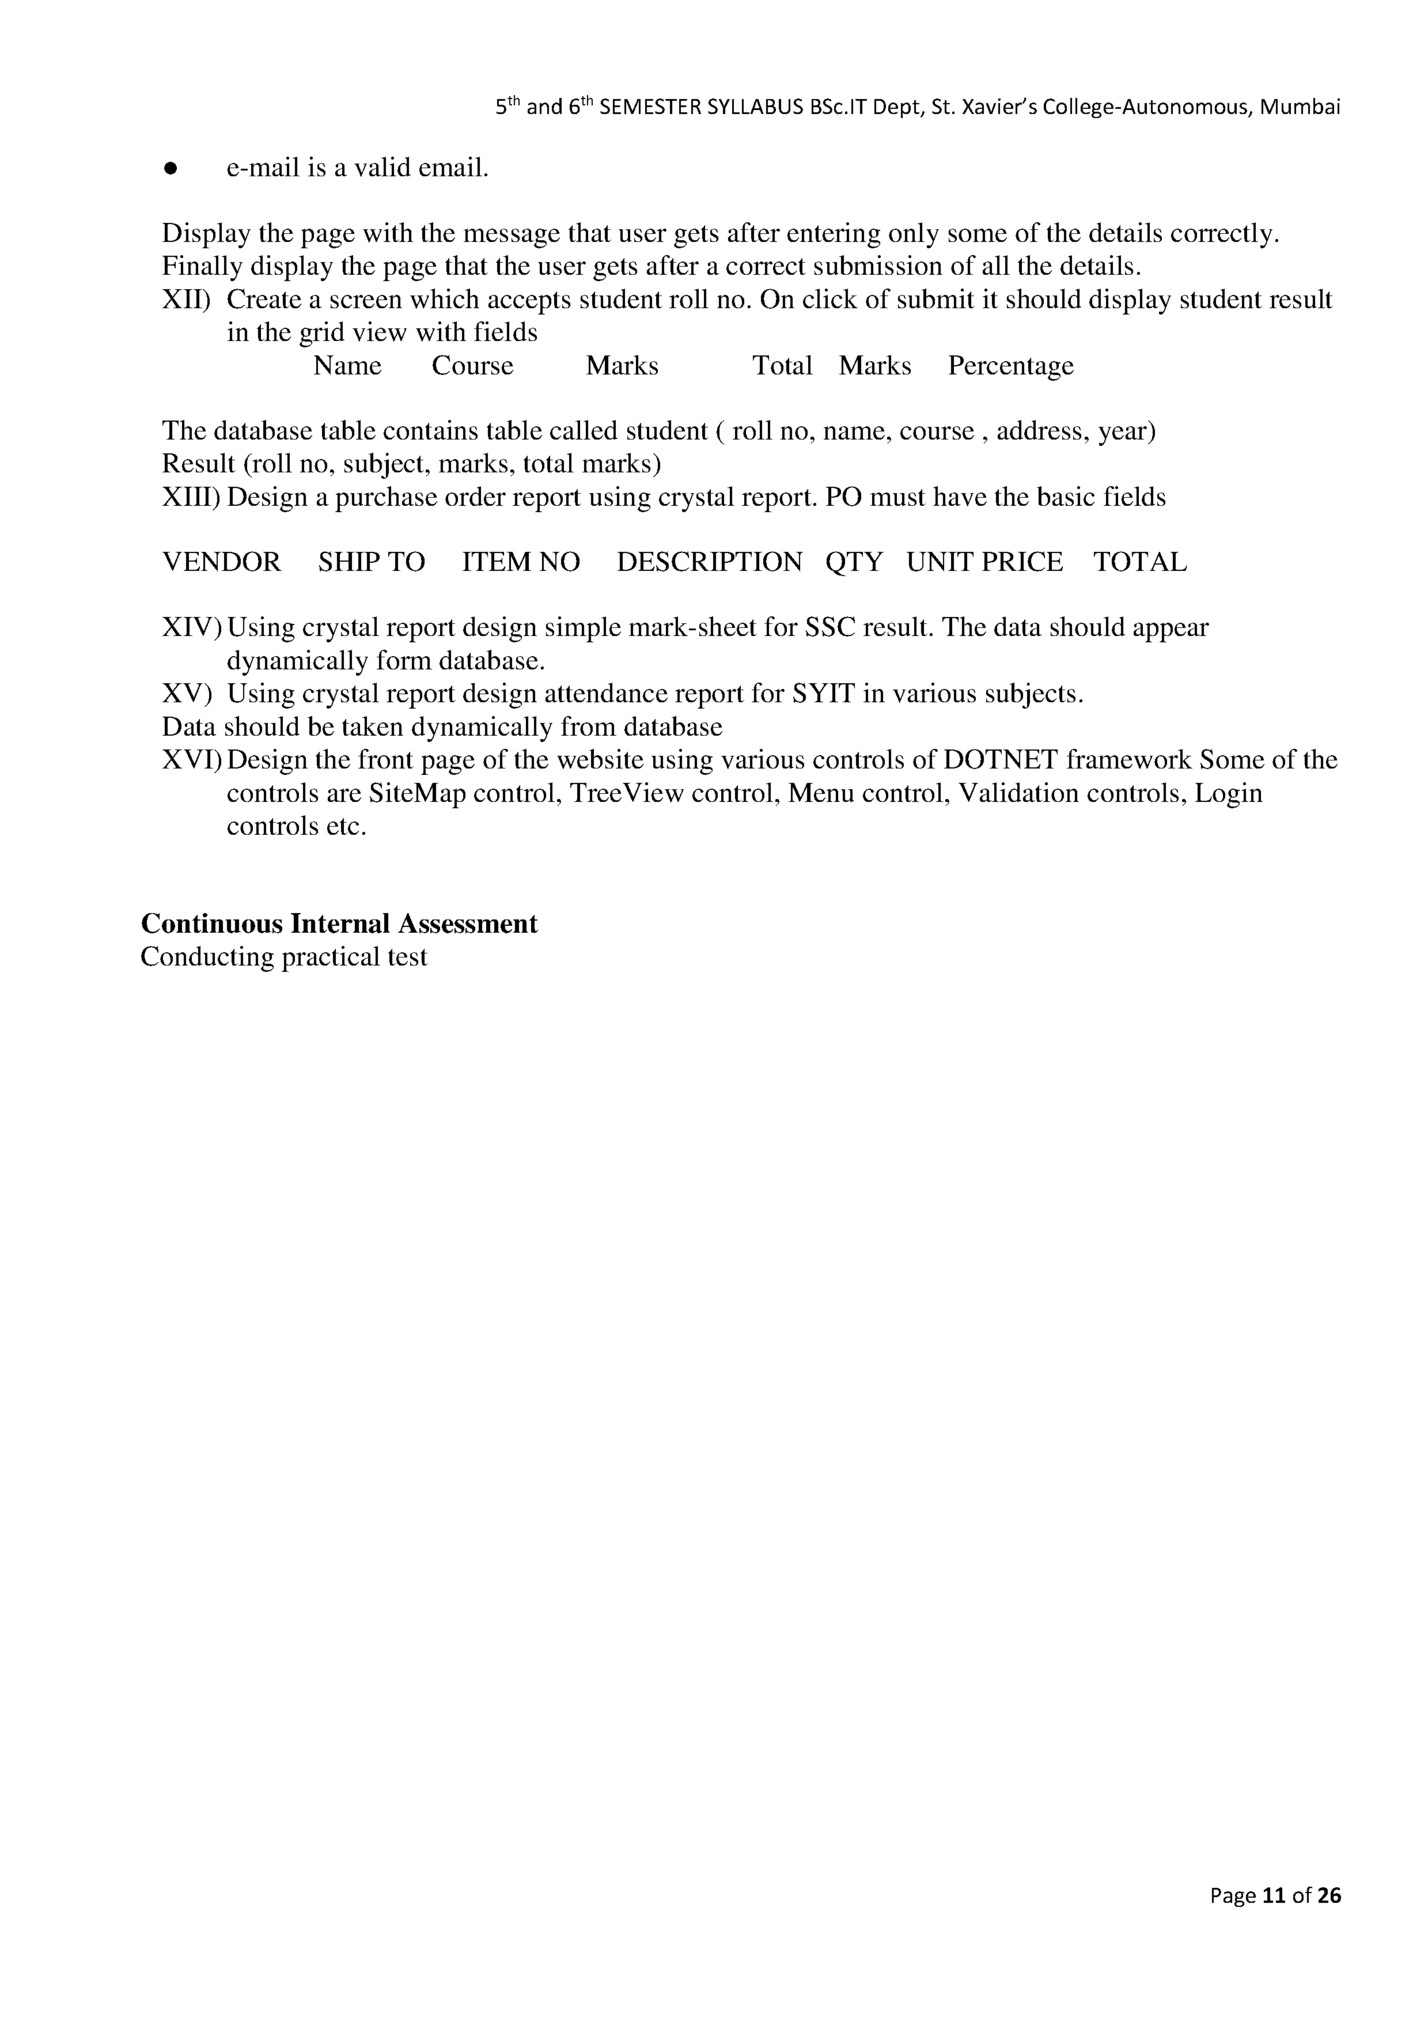 5th and 6th SEMESTER SYLLABUS BSc.IT Dept, St. Xavier’s College-Autonomous, Mumbai
● e-mail is a valid email.
Display the page with the message that user gets after entering only some of the details correctly.
Finally display the page that the user gets after a correct submission of all the details.
XII) Create a screen which accepts student roll no. On click of submit it should display student result
in the grid view with fields
Name Course Marks Total Marks Percentage
The database table contains table called student ( roll no, name, course , address, year)
Result (roll no, subject, marks, total marks)
XIII) Design a purchase order report using crystal report. PO must have the basic fields
VENDOR SHIP TO ITEM NO DESCRIPTION QTY UNIT PRICE TOTAL
XIV) Using crystal report design simple mark-sheet for SSC result. The data should appear
dynamically form database.
XV) Using crystal report design attendance report for SYIT in various subjects.
Data should be taken dynamically from database
XVI) Design the front page of the website using various controls of DOTNET framework Some of the
controls are SiteMap control, TreeView control, Menu control, Validation controls, Login
controls etc.
Continuous Internal Assessment
Conducting practical test
Page 11 of 26